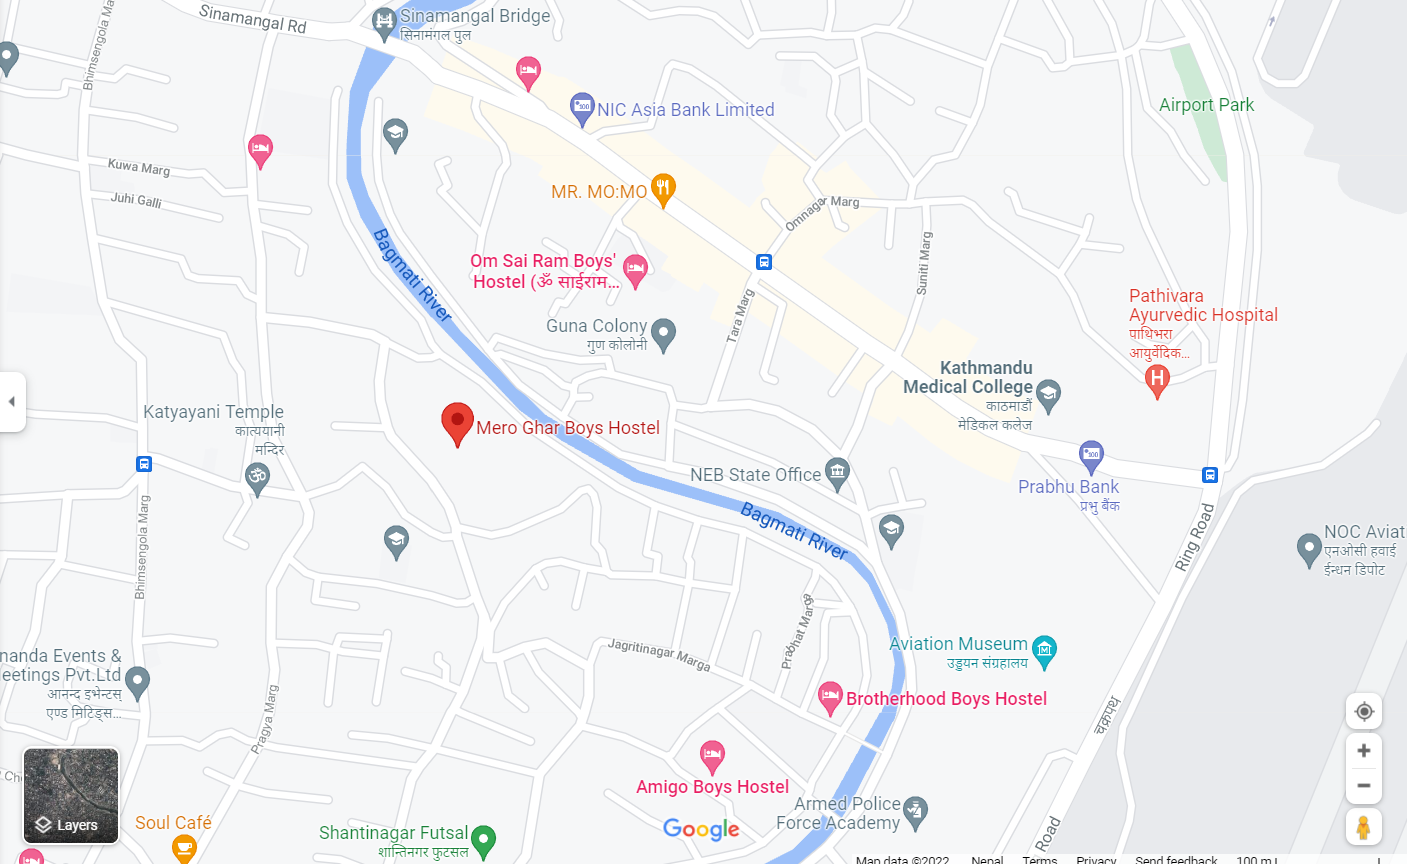 Sinamangal Rd
Sinamangal Bridge
सिनामंगल पुल
Bhimsengola Ma
NIC Asia Bank Limited
Airport Park
Kuwa Marg
Juhi Galli
MR. MO:MO
Omnagar Marg
Bagmati River
Om Sai Ram Boys'
Hostel (ॐ साईराम...
Suniti Marg
Tara Marg
Guna Colony
गुण कोलोनी
Pathivara
Ayurvedic Hospital
पाथिभरा
आयुर्वेदिक...
H
Kathmandu
Medical College
काठमाडौं
मेडिकल कलेज
Katyayani Temple
कात्ययानी
मन्दिर
Mero Ghar Boys Hostel
NEB State Office
Prabhu Bank
प्रभु बैंक
Bhimsengola Marg
Bagmati River
Ring Road
NOC Aviat
एनओसी हवाई
ईन्धन डिपोट
Prabhat Marga
Jagritinagar Marga
Aviation Museum
उड्डयन संग्रहालय
nanda Events &
eetings Pvt.Ltd
आनन्द इभेन्टस्
एण्ड मिटिङ्स...
Pragya Marg
Brotherhood Boys Hostel
चक्रपथ
Amigo Boys Hostel
Armed Police
Force Academy
Layers
Soul Café
Shantinagar Futsal
शान्तिनगर फुटसल
Google
Road
Map data ©2022 Nepal Terms Privacy Send feedback 100 m